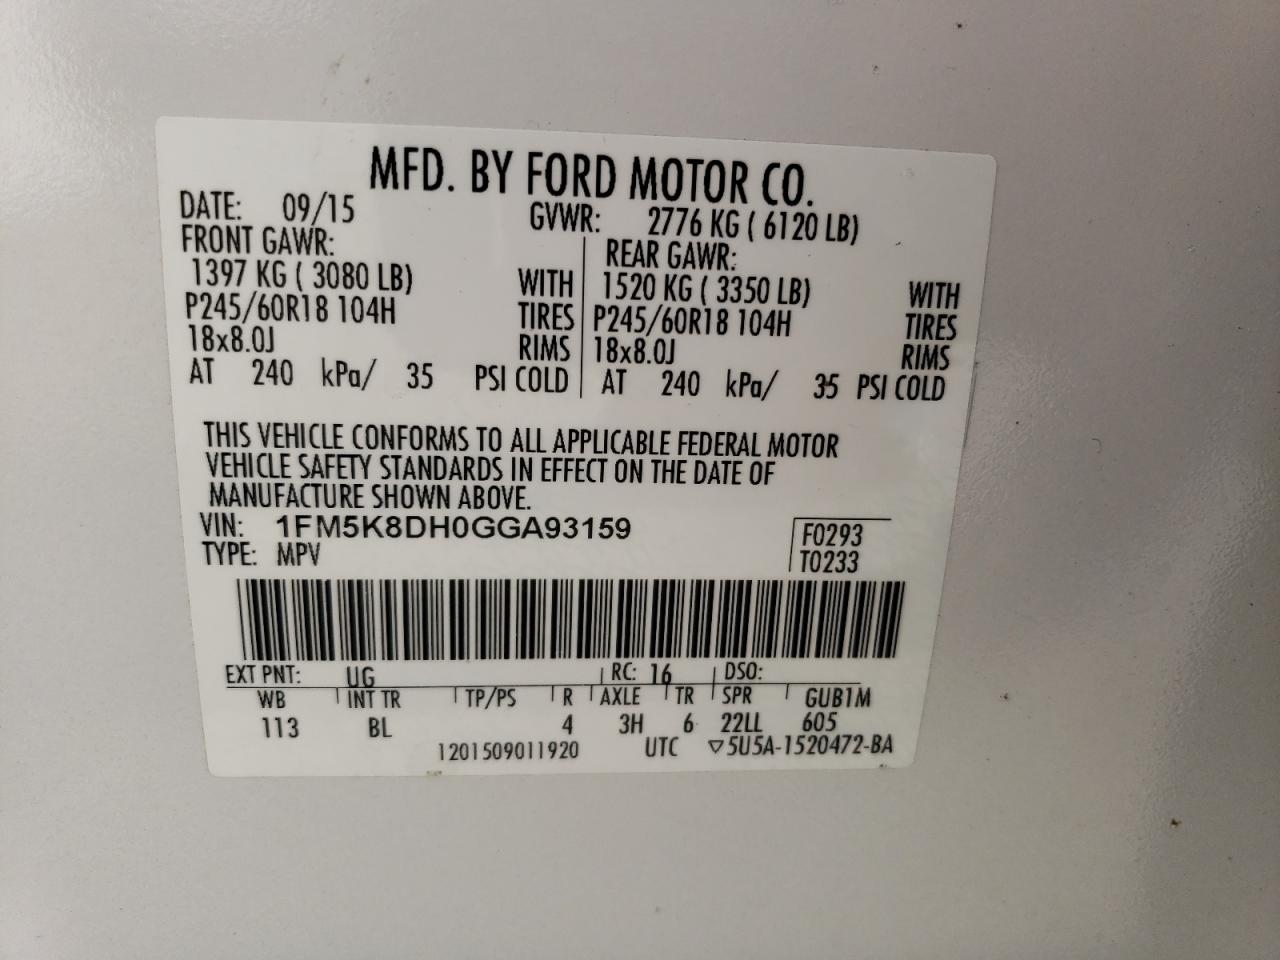 MFD. BY FORD MOTOR CO.
DATE: 09/15 GVWR: 2776 KG ( 6120 LB)
FRONT GAWR: REAR GAWR:
1397 KG ( 3080 LB) WITH 1520 KG ( 3350 LB) WITH
P245/60R18 104H TIRES P245/60R18 104H TIRES
18x8.0J RIMS 18x8.0J RIMS
AT 240 kPa/ 35 PSI COLD AT 240 kPa/ 35 PSI COLD
THIS VEHICLE CONFORMS TO ALL APPLICABLE FEDERAL MOTOR
VEHICLE SAFETY STANDARDS IN EFFECT ON THE DATE OF
MANUFACTURE SHOWN ABOVE.
VIN: 1FM5K8DH0GGA93159 F0293
TYPE: MPV T0233
EXT PNT: UG RC: 16 DSO:
WB INT TR TP/PS R AXLE TR SPR GUB1M
113 BL 4 3H 6 22LL 605
1201509011920 UTC ▽5U5A-1520472-BA